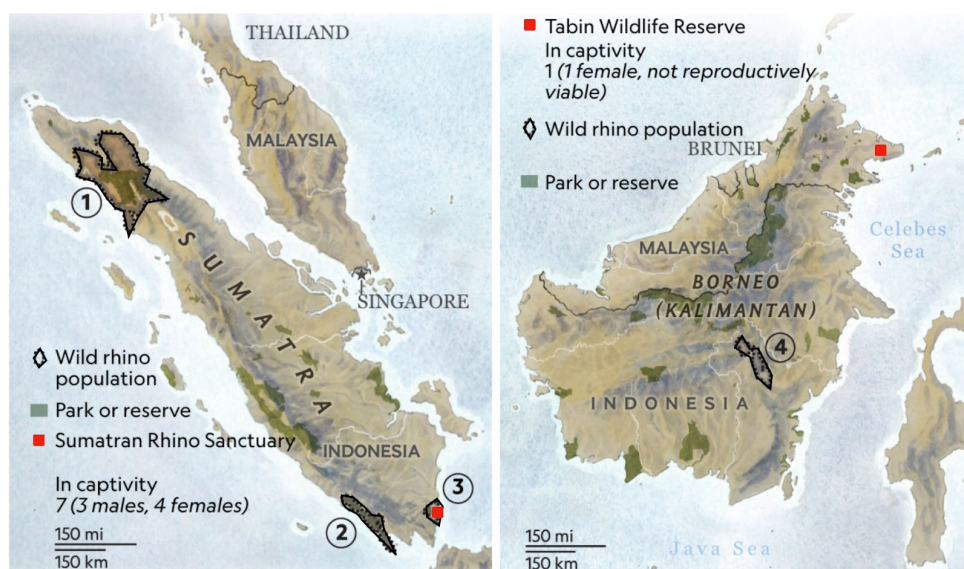 THAILAND
MALAYSIA
1
SUMATRA
SINGAPORE
Wild rhino
population
Park or reserve
Sumatran Rhino Sanctuary
INDONESIA
In captivity
7 (3 males, 4 females)
3
2
150 mi
150 km
Tabin Wildlife Reserve
In captivity
1 (1 female, not reproductively
viable)
Wild rhino population
BRUNEI
Park or reserve
Celebes
Sea
MALAYSIA
BORNEO
(KALIMANTAN)
4
INDONESIA
150 mi
150 km
Java Sea